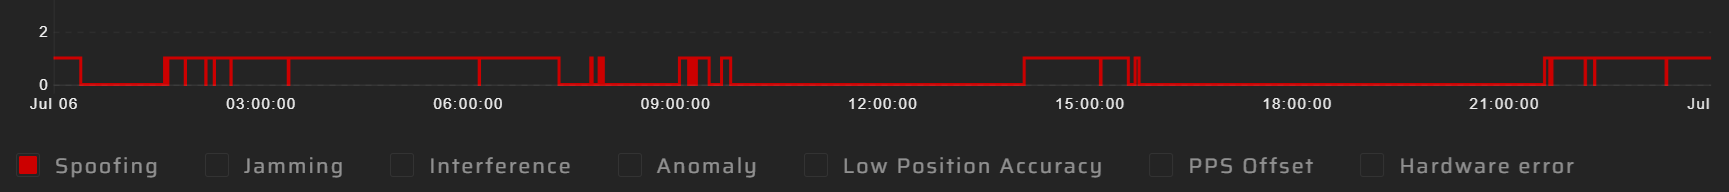 2
0
Jul 06 03:00:00 06:00:00 09:00:00 12:00:00 15:00:00 18:00:00 21:00:00 Jul
Spoofing Jamming Interference Anomaly Low Position Accuracy PPS Offset Hardware error